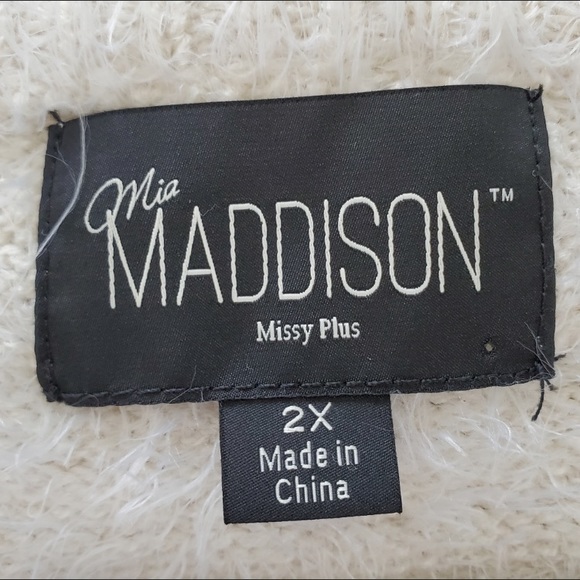 Mia
MADDISON™
Missy Plus
2X
Made in
China